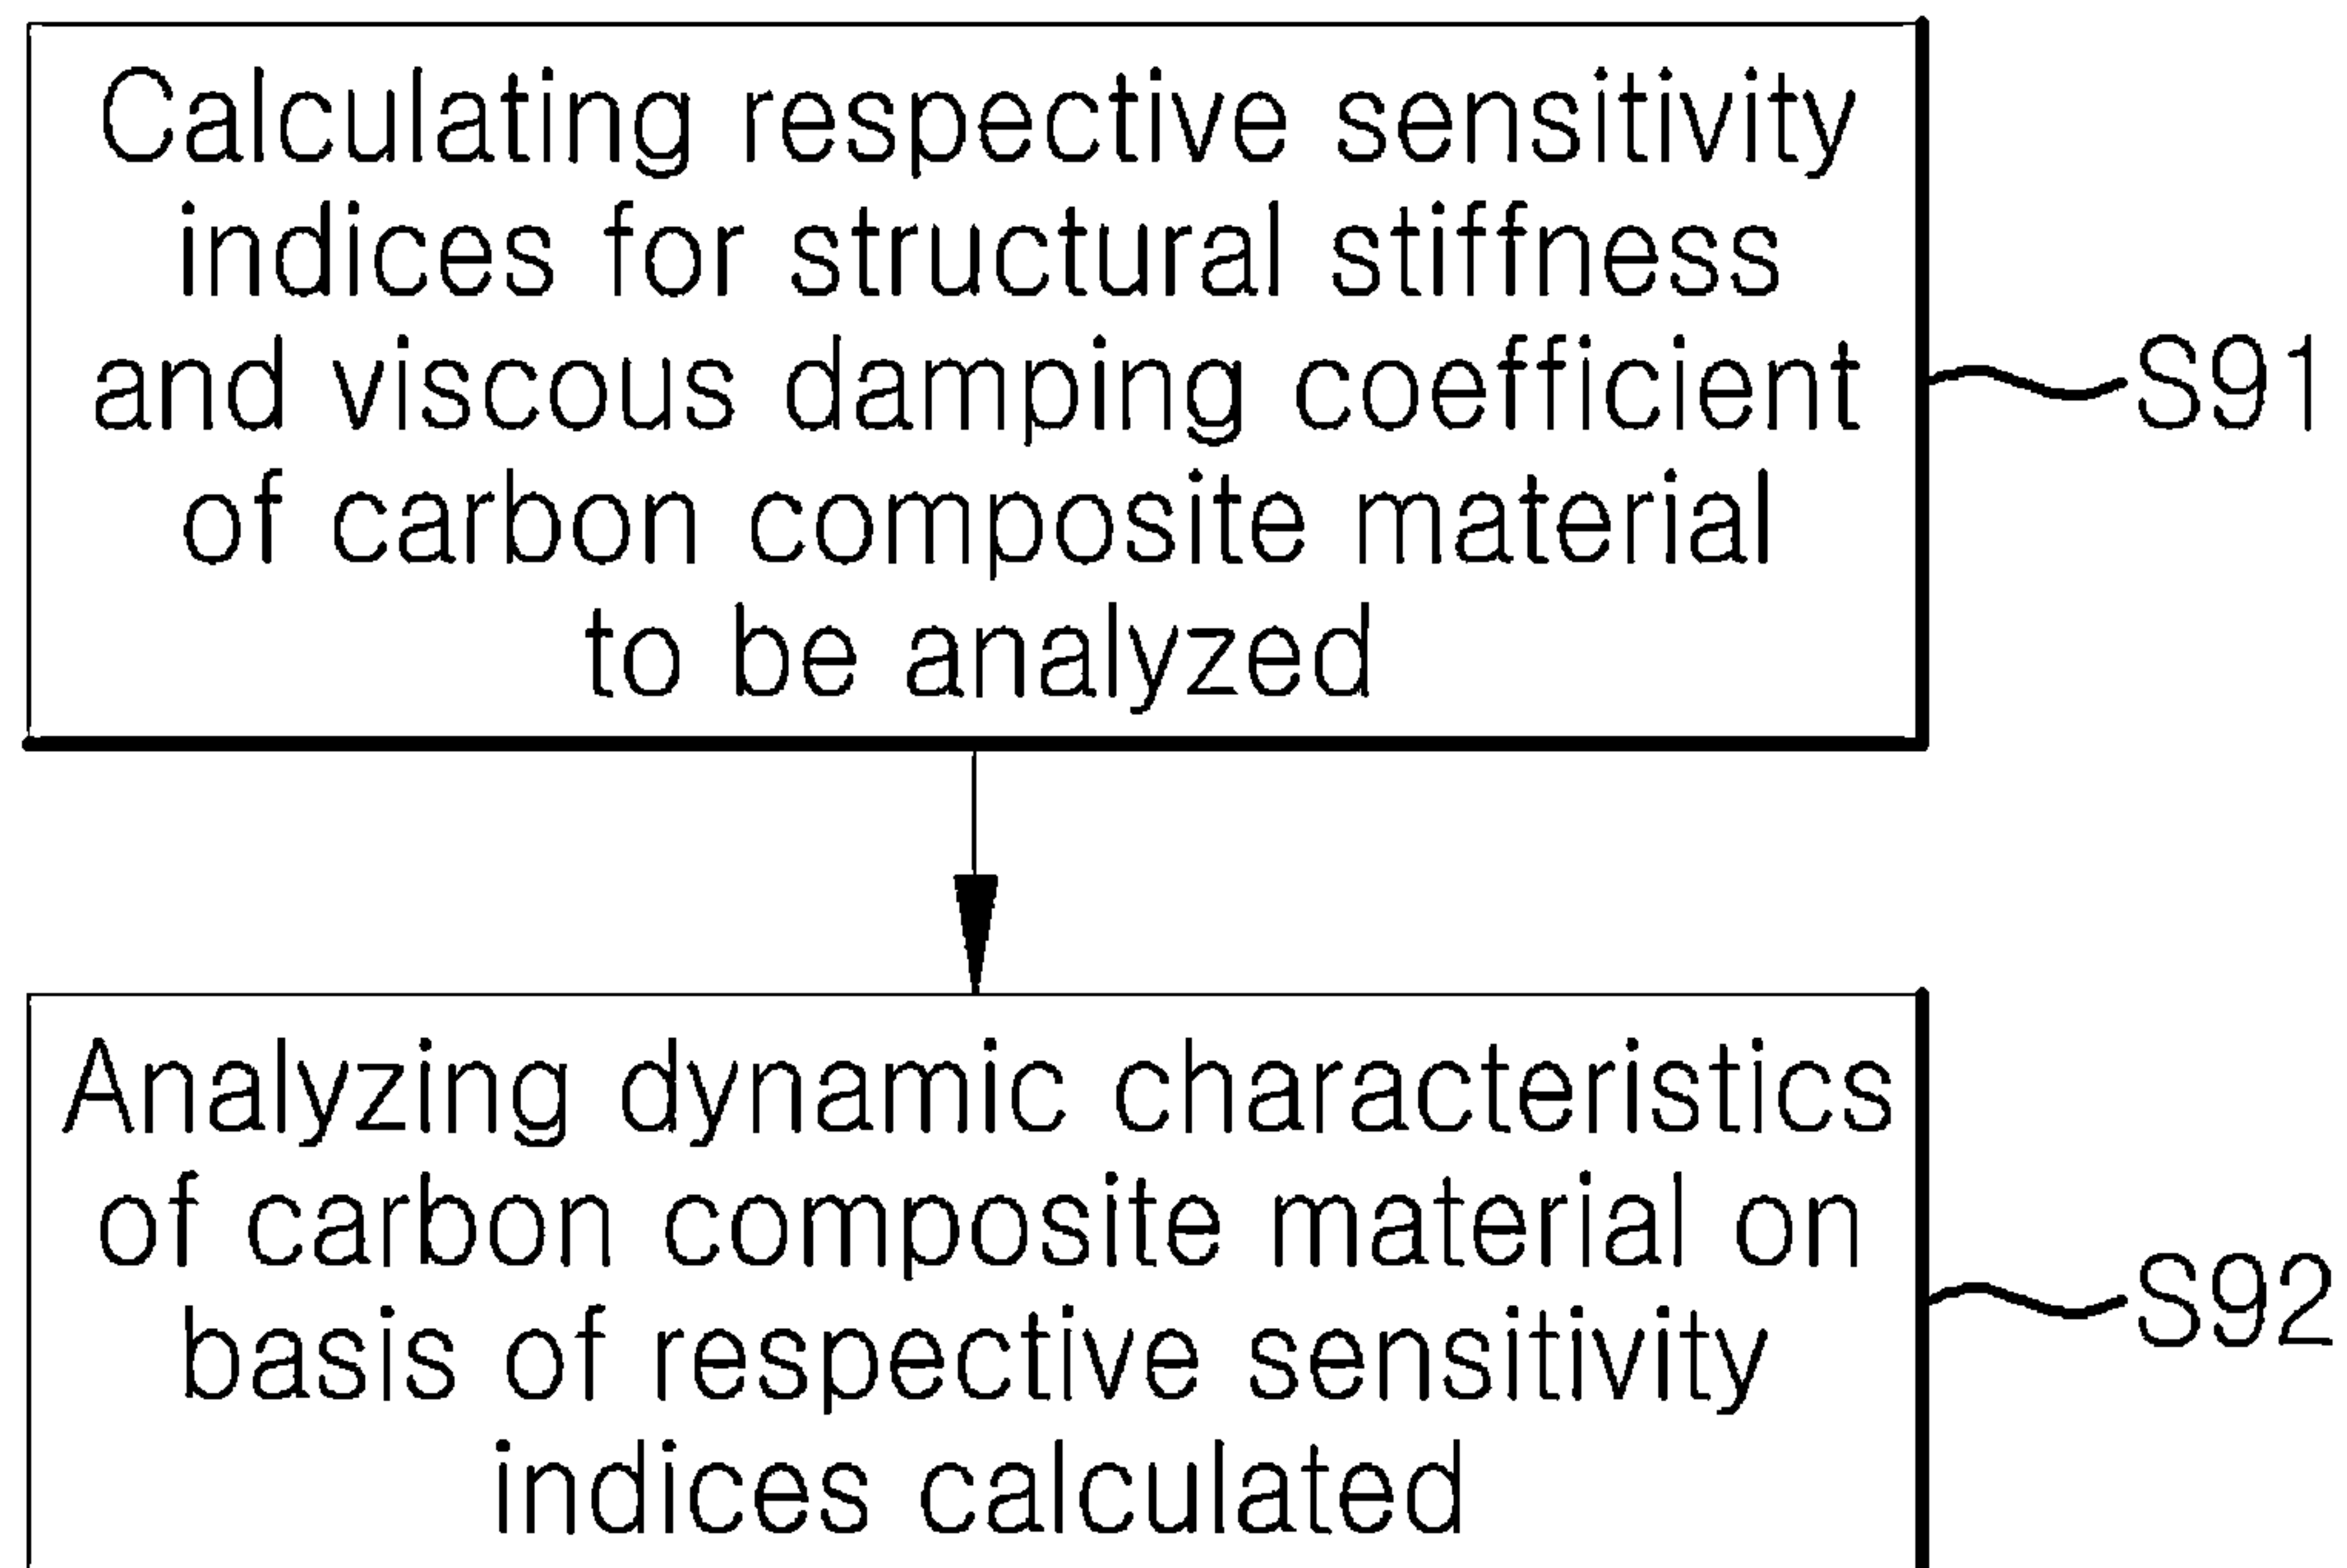 Calculating respective sensitivity
indices for structural stiffness
and viscous damping coefficient
of carbon composite material
to be analyzed
S91
Analyzing dynamic characteristics
of carbon composite material on
basis of respective sensitivity
indices calculated
S92